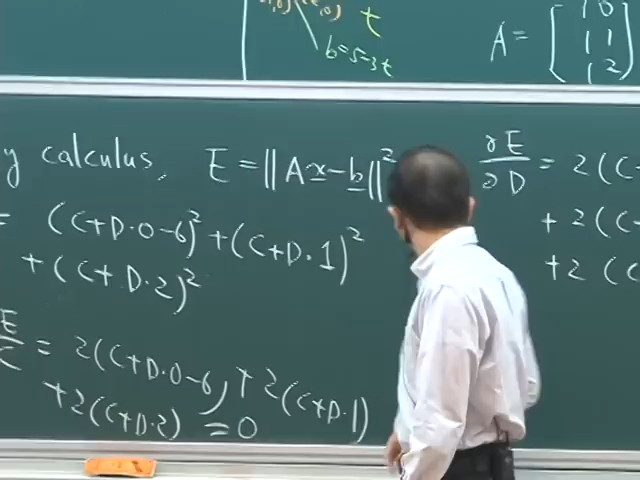 t
b=5-3t
A = [ 1 0
1 1
1 2 ]
y calculus, E = ||Ax-b||²
= (C+D·0-6)² + (C+D·1)²
+ (C+D·2)²
= 2(C+D·0-6) + 2(C+D·1)
+2(C+D·2) = 0
∂E/∂D = 2(C
+ 2(C
+2 (C